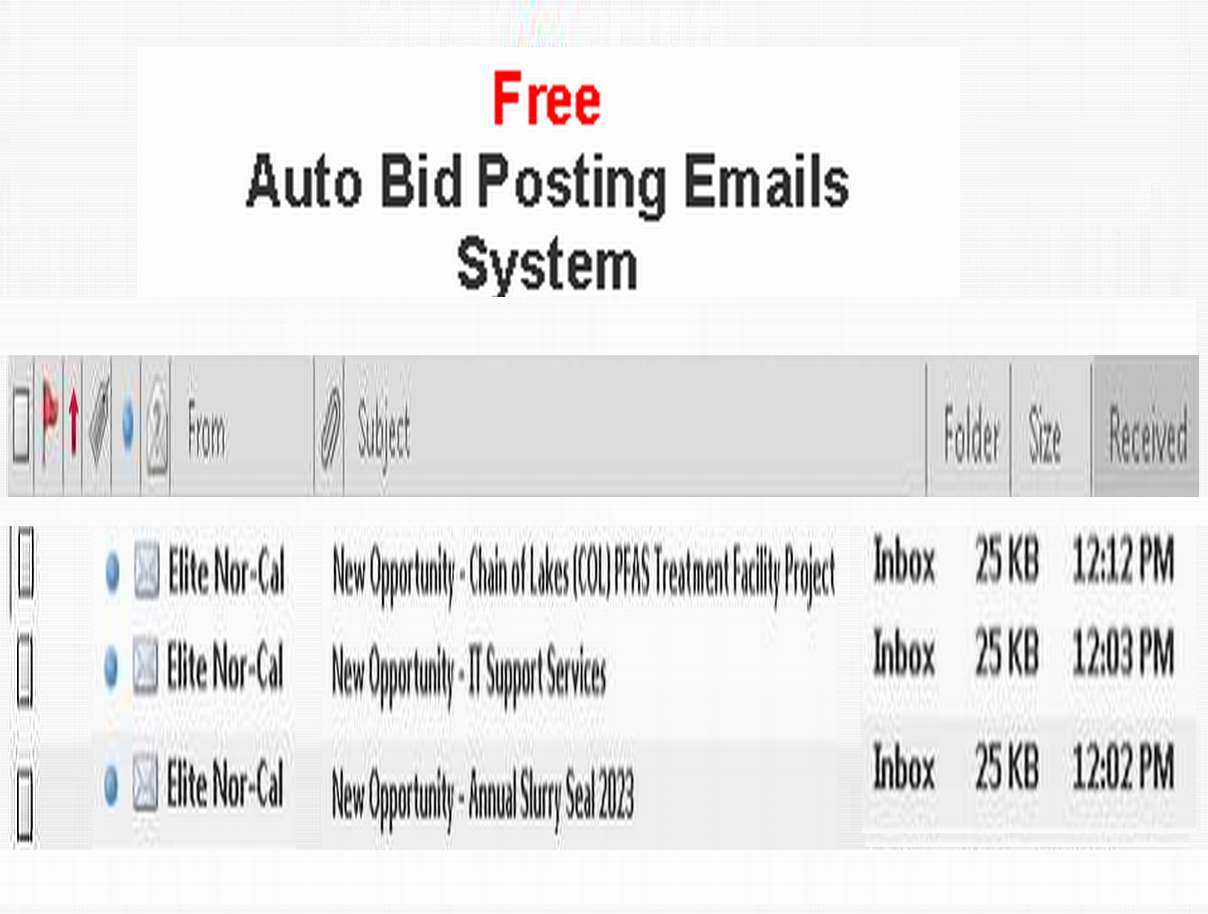 Free
Auto Bid Posting Emails
System
From Subject Folder Size Received
Elite Nor-Cal New Opportunity - Chain of Lakes (COL) PFAS Treatment Facility Project Inbox 25 KB 12:12 PM
Elite Nor-Cal New Opportunity - IT Support Services Inbox 25 KB 12:03 PM
Elite Nor-Cal New Opportunity - Annual Slurry Seal 2023 Inbox 25 KB 12:02 PM